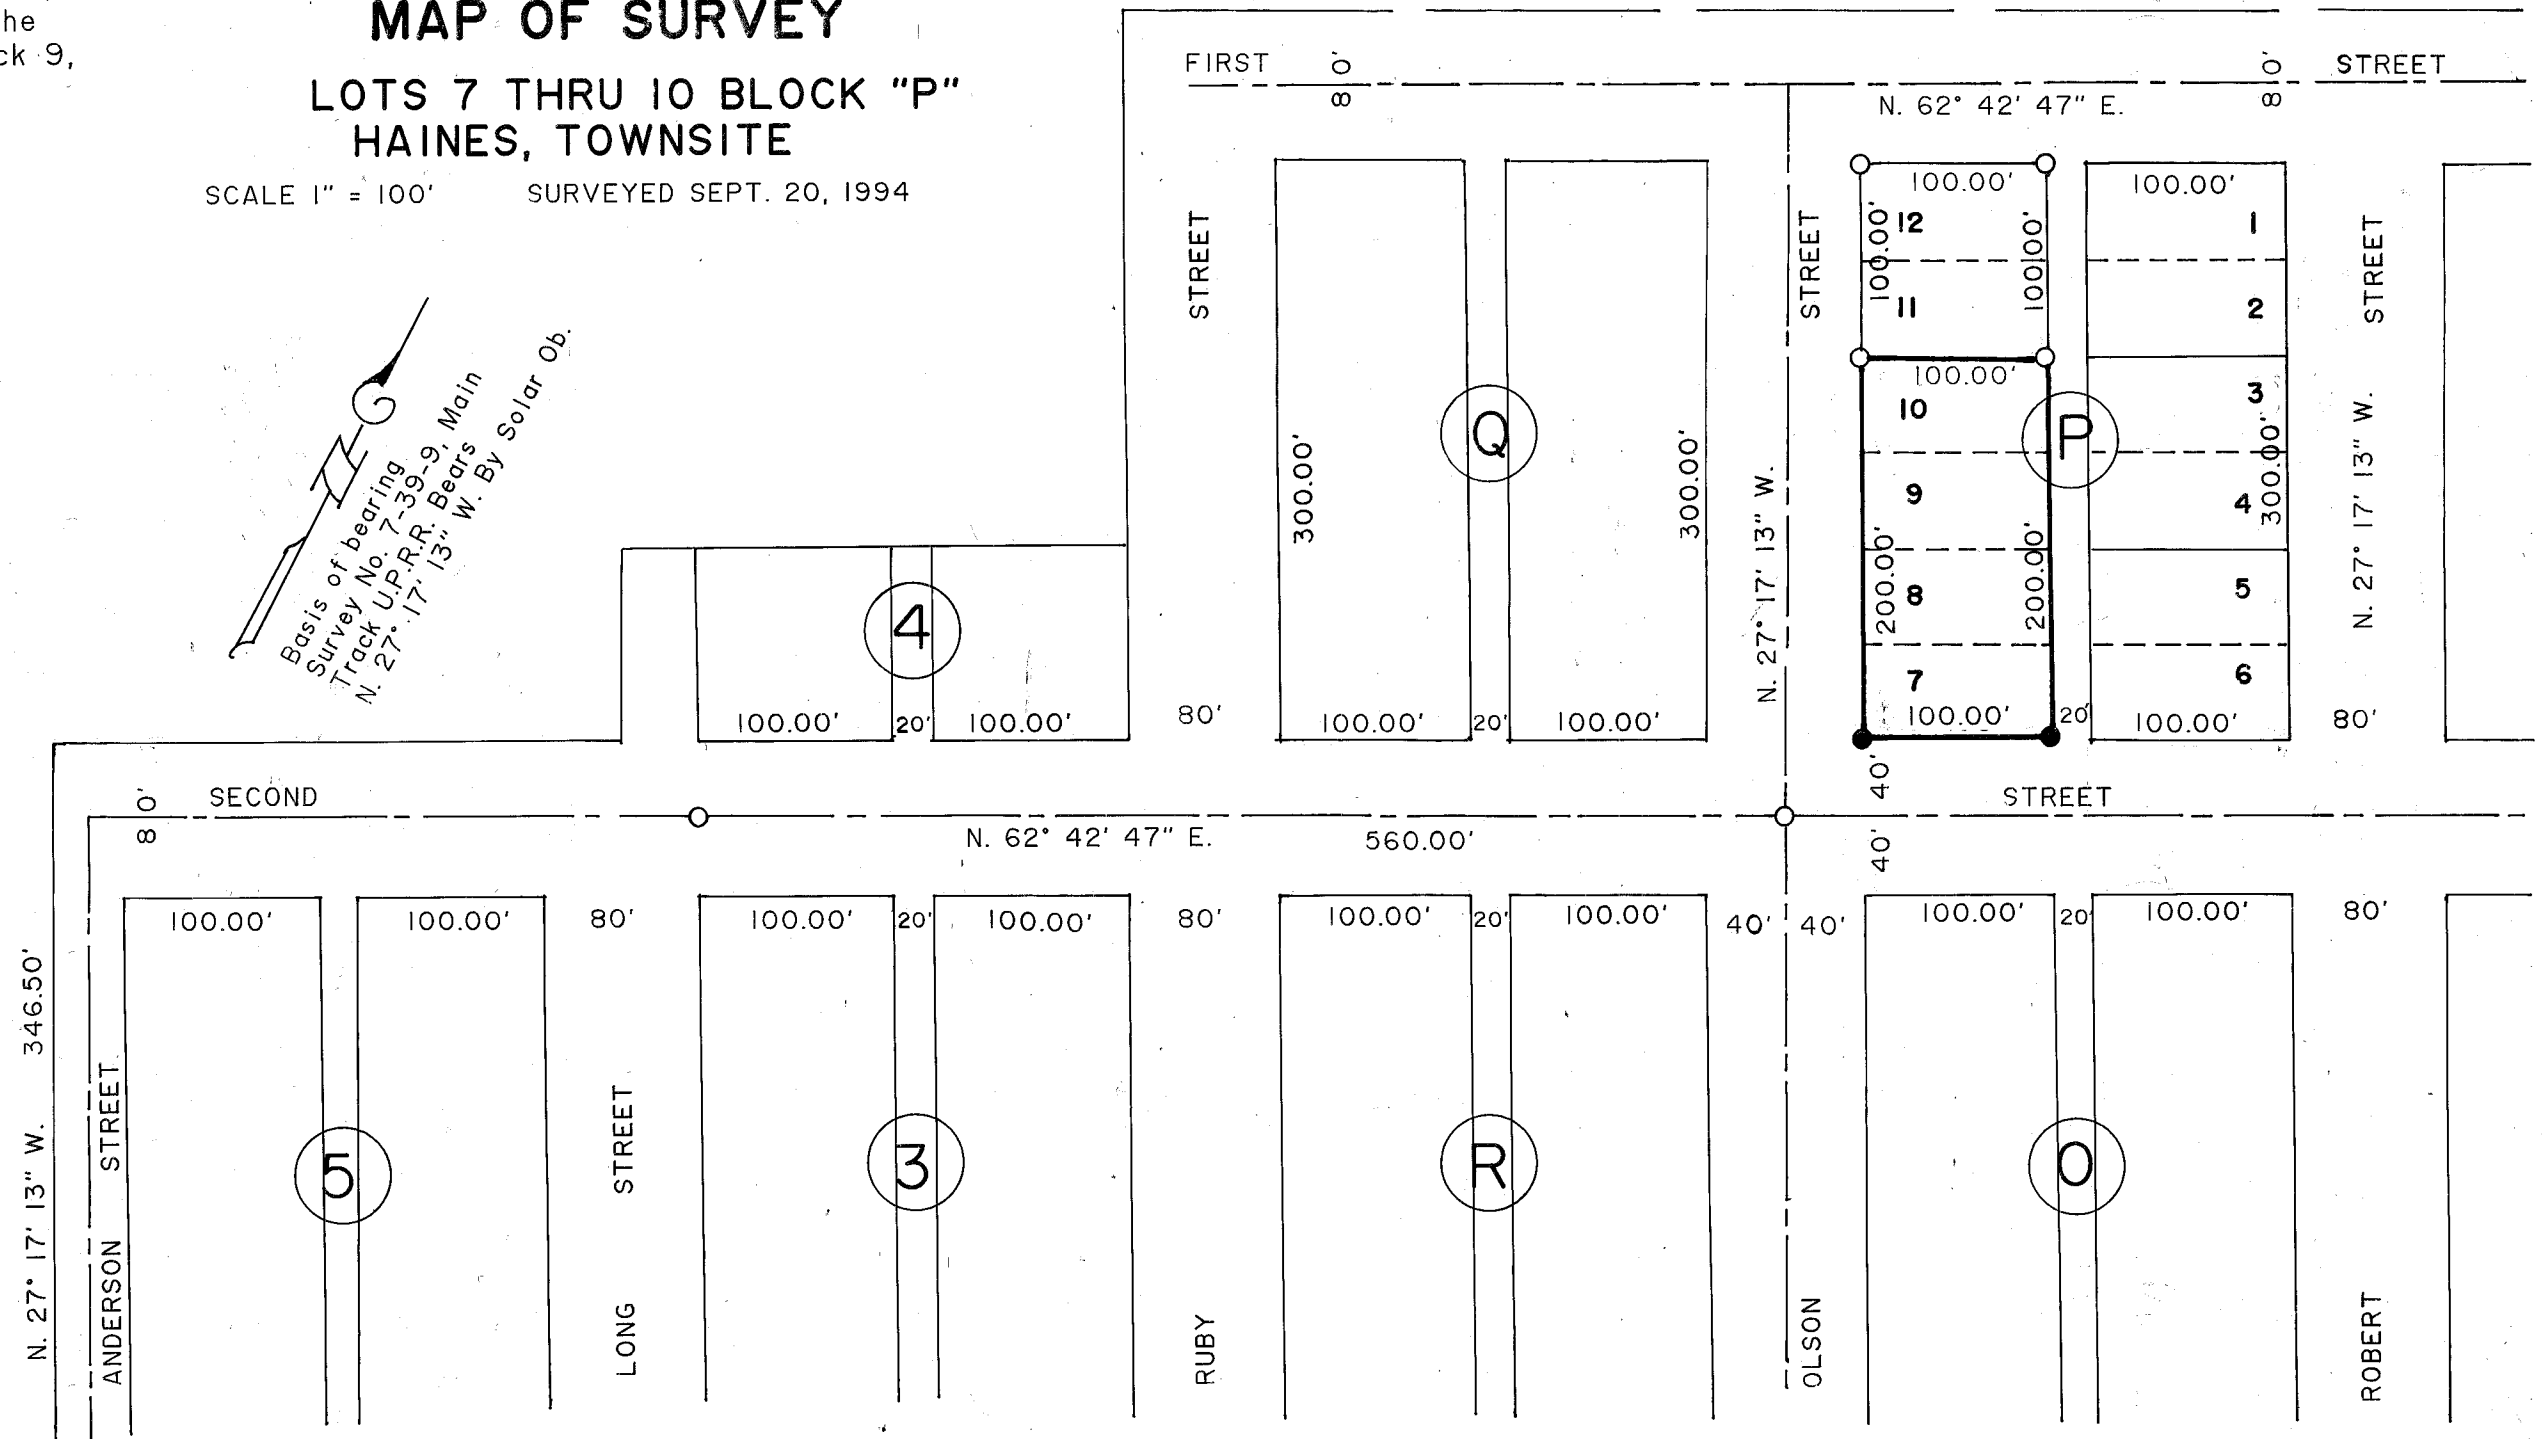 he
ck 9,
MAP OF SURVEY
LOTS 7 THRU 10 BLOCK "P"
HAINES, TOWNSITE
SCALE 1" = 100' SURVEYED SEPT. 20, 1994
Basis of bearing
Survey No. 7-39-9, Main
Track U.P.R.R. Bears
N. 27° 17' 13" W. By Solar Ob.
FIRST 80' 80' STREET
N. 62° 42' 47" E.
STREET
STREET
STREET
100.00' 100.00'
100.00' 12 100.00' 1
11 2
100.00'
10 3
Q P
300.00' 300.00' 300.00'
9 4
N. 27° 17' 13" W.
N. 27° 17' 13" W.
200.00' 8 200.00' 5
4
7 6
100.00' 20' 100.00' 80' 100.00' 20' 100.00' 100.00' 20' 100.00' 80'
40'
80' SECOND STREET
N. 62° 42' 47" E. 560.00' 40'
100.00' 100.00' 80' 100.00' 20' 100.00' 80' 100.00' 20' 100.00' 40' 40' 100.00' 20' 100.00' 80'
N. 27° 17' 13" W. 346.50'
ANDERSON STREET
5
LONG STREET
3
RUBY
R
OLSON
O
ROBERT